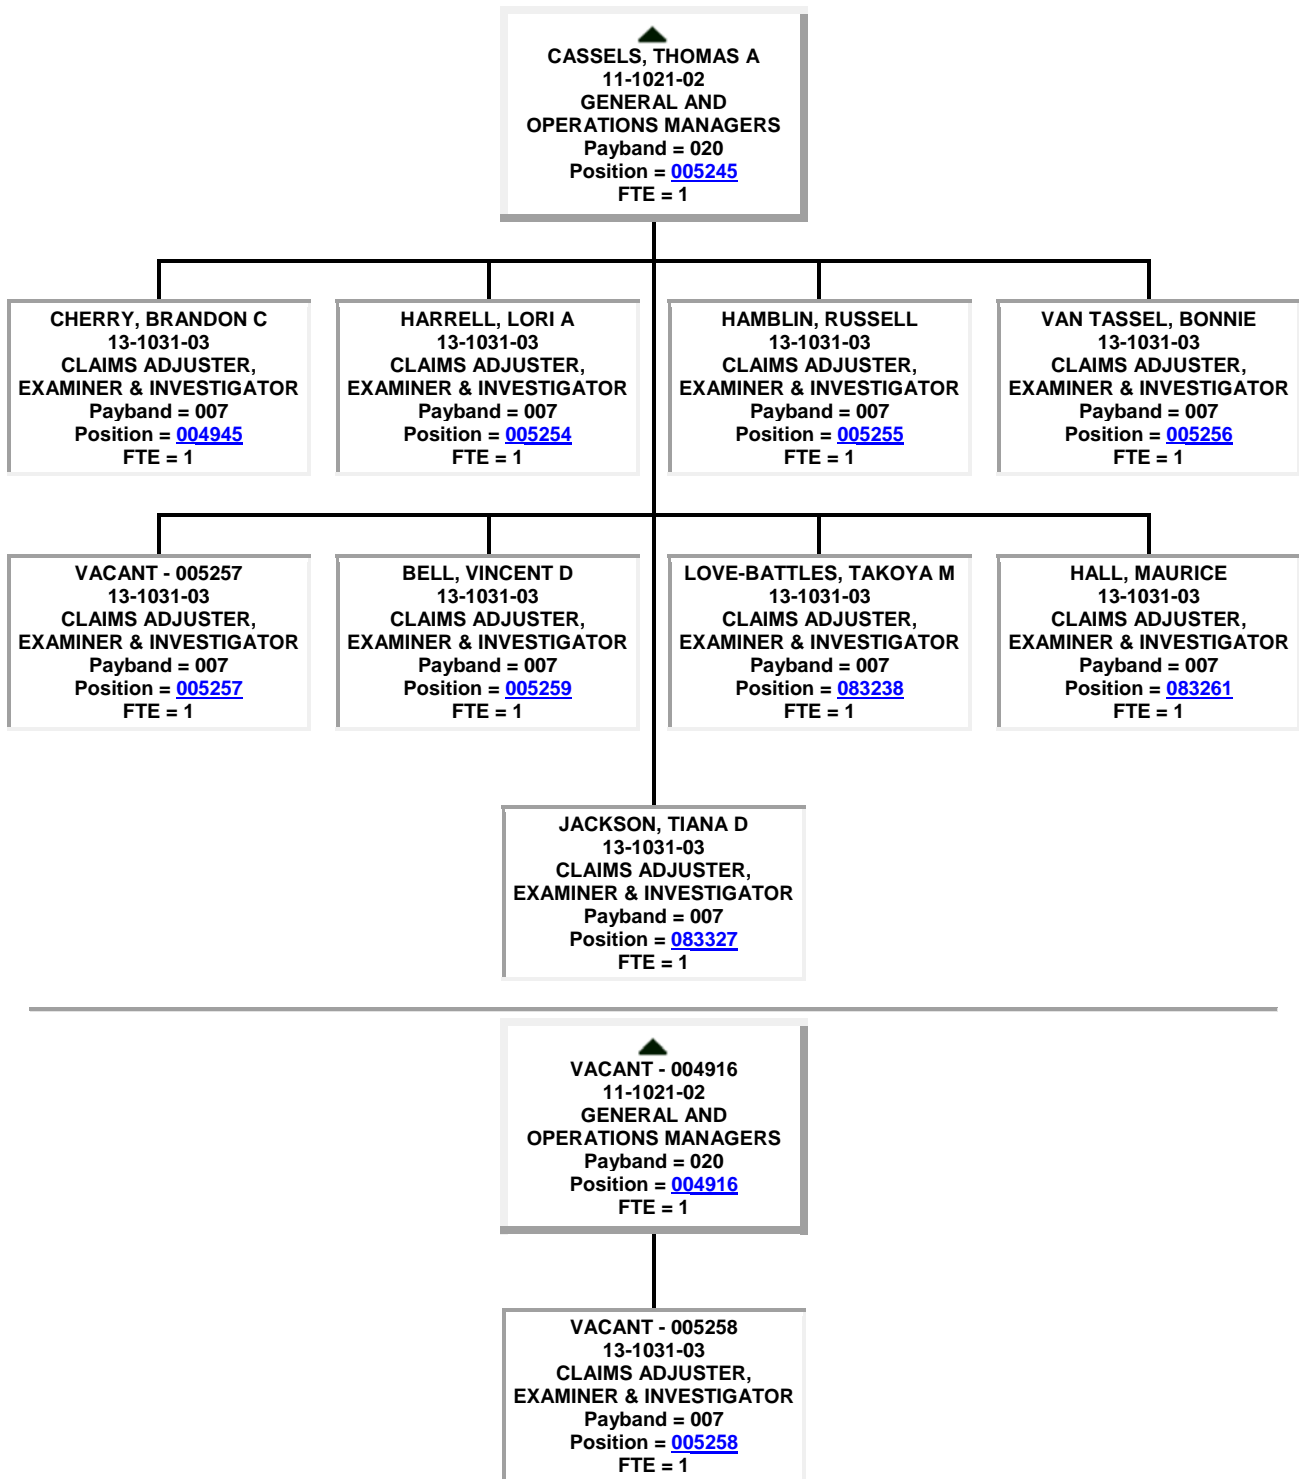 CASSELS, THOMAS A
11-1021-02
GENERAL AND
OPERATIONS MANAGERS
Payband = 020
Position = 005245
FTE = 1
CHERRY, BRANDON C
13-1031-03
CLAIMS ADJUSTER,
EXAMINER & INVESTIGATOR
Payband = 007
Position = 004945
FTE = 1
HARRELL, LORI A
13-1031-03
CLAIMS ADJUSTER,
EXAMINER & INVESTIGATOR
Payband = 007
Position = 005254
FTE = 1
HAMBLIN, RUSSELL
13-1031-03
CLAIMS ADJUSTER,
EXAMINER & INVESTIGATOR
Payband = 007
Position = 005255
FTE = 1
VAN TASSEL, BONNIE
13-1031-03
CLAIMS ADJUSTER,
EXAMINER & INVESTIGATOR
Payband = 007
Position = 005256
FTE = 1
VACANT - 005257
13-1031-03
CLAIMS ADJUSTER,
EXAMINER & INVESTIGATOR
Payband = 007
Position = 005257
FTE = 1
BELL, VINCENT D
13-1031-03
CLAIMS ADJUSTER,
EXAMINER & INVESTIGATOR
Payband = 007
Position = 005259
FTE = 1
LOVE-BATTLES, TAKOYA M
13-1031-03
CLAIMS ADJUSTER,
EXAMINER & INVESTIGATOR
Payband = 007
Position = 083238
FTE = 1
HALL, MAURICE
13-1031-03
CLAIMS ADJUSTER,
EXAMINER & INVESTIGATOR
Payband = 007
Position = 083261
FTE = 1
JACKSON, TIANA D
13-1031-03
CLAIMS ADJUSTER,
EXAMINER & INVESTIGATOR
Payband = 007
Position = 083327
FTE = 1
VACANT - 004916
11-1021-02
GENERAL AND
OPERATIONS MANAGERS
Payband = 020
Position = 004916
FTE = 1
VACANT - 005258
13-1031-03
CLAIMS ADJUSTER,
EXAMINER & INVESTIGATOR
Payband = 007
Position = 005258
FTE = 1